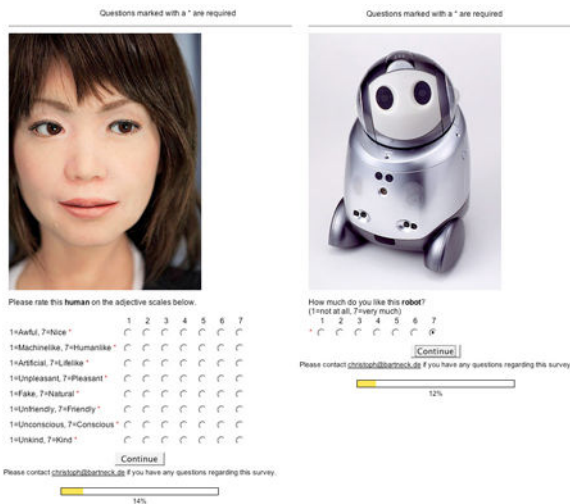 Questions marked with a * are required
Please rate this human on the adjective scales below.
1 2 3 4 5 6 7
1=Awful, 7=Nice *
1=Machinelike, 7=Humanlike *
1=Artificial, 7=Lifelike *
1=Unpleasant, 7=Pleasant *
1=Fake, 7=Natural *
1=Unfriendly, 7=Friendly *
1=Unconscious, 7=Conscious *
1=Unkind, 7=Kind *
Continue
Please contact christoph@bartneck.de if you have any questions regarding this survey.
14%
Questions marked with a * are required
How much do you like this robot?
(1=not at all, 7=very much)
1 2 3 4 5 6 7
*
Continue
Please contact christoph@bartneck.de if you have any questions regarding this survey
12%